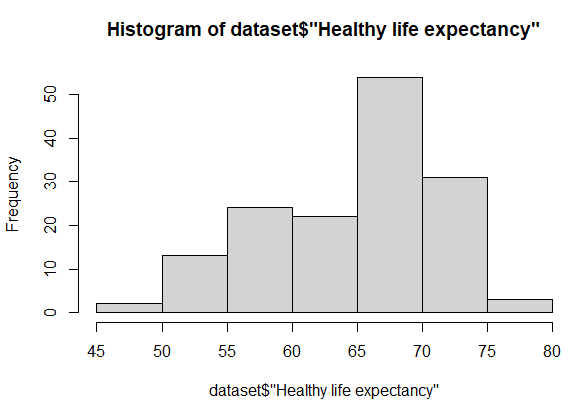 Histogram of dataset$"Healthy life expectancy"
Frequency
50
40
30
20
10
0
45 50 55 60 65 70 75 80
dataset$"Healthy life expectancy"